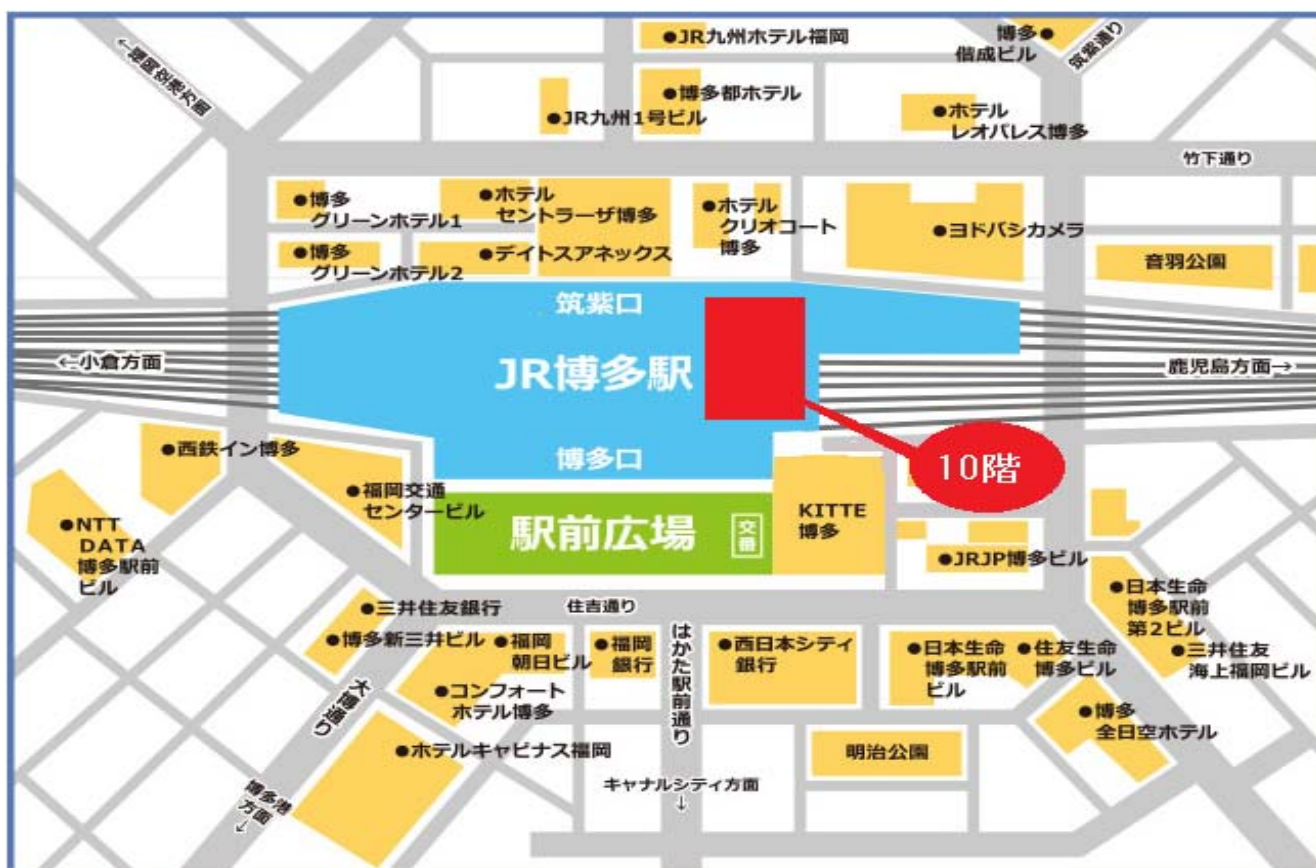 ●JR九州ホテル福岡
博多●
偕成ビル
筑紫通り
←福岡空港方面
●博多都ホテル
●JR九州1号ビル
●ホテル
レオパレス博多
竹下通り
●博多
グリーンホテル1
●ホテル
セントラーザ博多
●ホテル
クリオコート
博多
●ヨドバシカメラ
●博多
グリーンホテル2
●デイトスアネックス
音羽公園
筑紫口
←小倉方面
JR博多駅
鹿児島方面→
博多口
10階
●西鉄イン博多
●福岡交通
センタービル
駅前広場
交番
KITTE
博多
●NTT
DATA
博多駅前
ビル
●JRJP博多ビル
●日本生命
博多駅前
第2ビル
●三井住友銀行
住吉通り
●博多新三井ビル
●福岡
朝日ビル
●福岡
銀行
はかた駅前通り
●西日本シティ
銀行
●日本生命
博多駅前
ビル
●住友生命
博多ビル
●三井住友
海上福岡ビル
大博通り
●コンフォート
ホテル博多
●博多
全日空ホテル
●ホテルキャビナス福岡
明治公園
キャナルシティ方面
↓
博多港
方面
↓